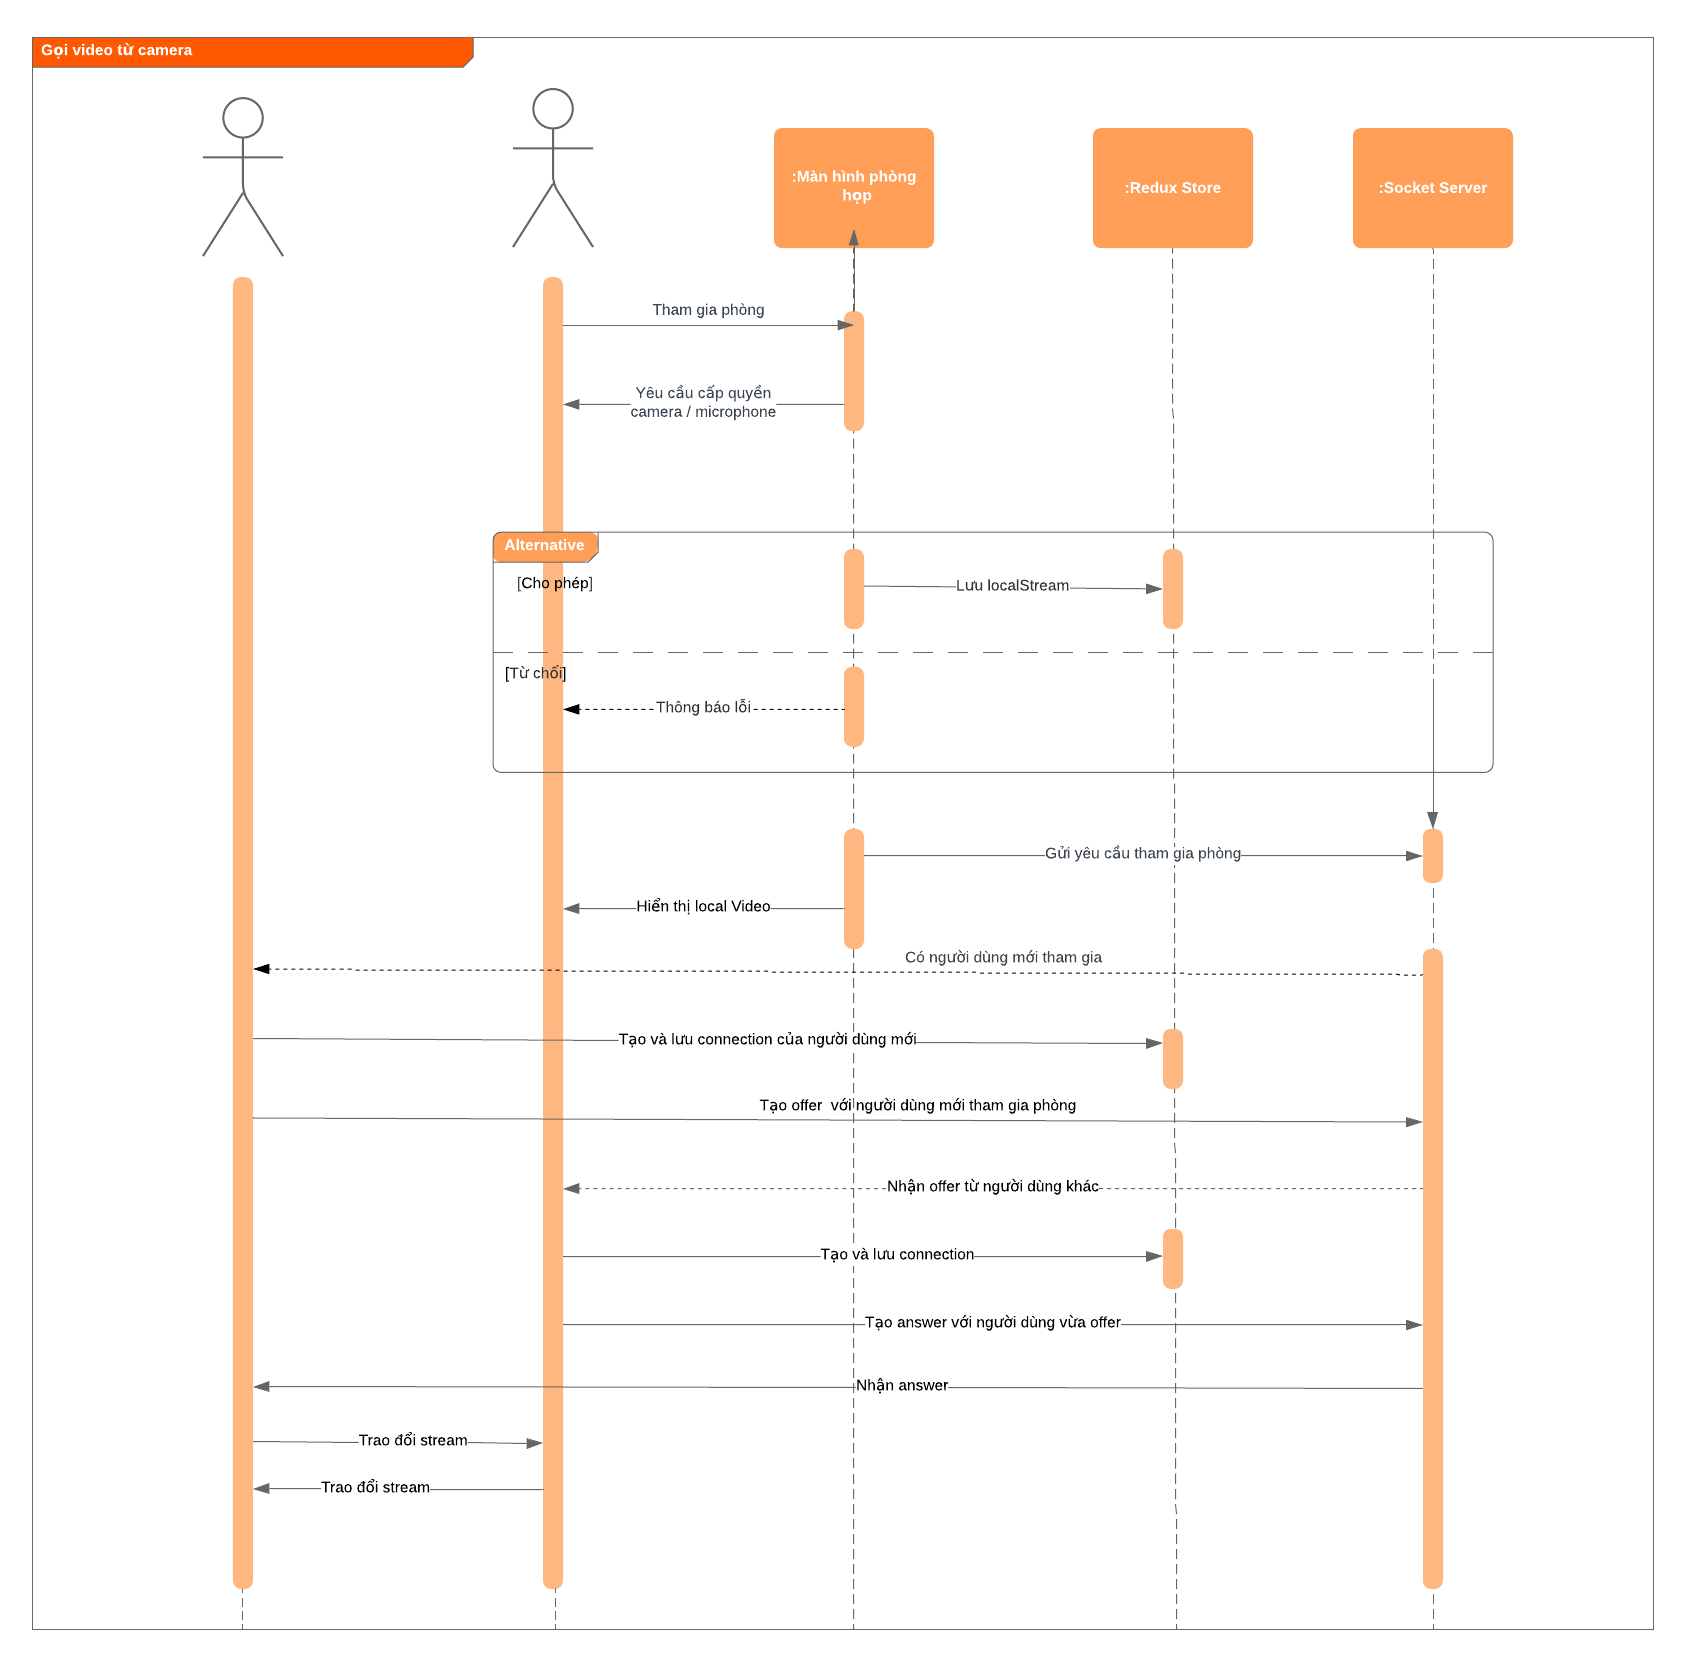 Gọi video từ camera
:Màn hình phòng
họp
:Redux Store
:Socket Server
Tham gia phòng
Yêu cầu cấp quyền
camera / microphone
Alternative
[Cho phép]
Lưu localStream
[Từ chối]
Thông báo lỗi
Gửi yêu cầu tham gia phòng
Hiển thị local Video
Có người dùng mới tham gia
Tạo và lưu connection của người dùng mới
Tạo offer  với người dùng mới tham gia phòng
Nhận offer từ người dùng khác
Tạo và lưu connection
Tạo answer với người dùng vừa offer
Nhận answer
Trao đổi stream
Trao đổi stream